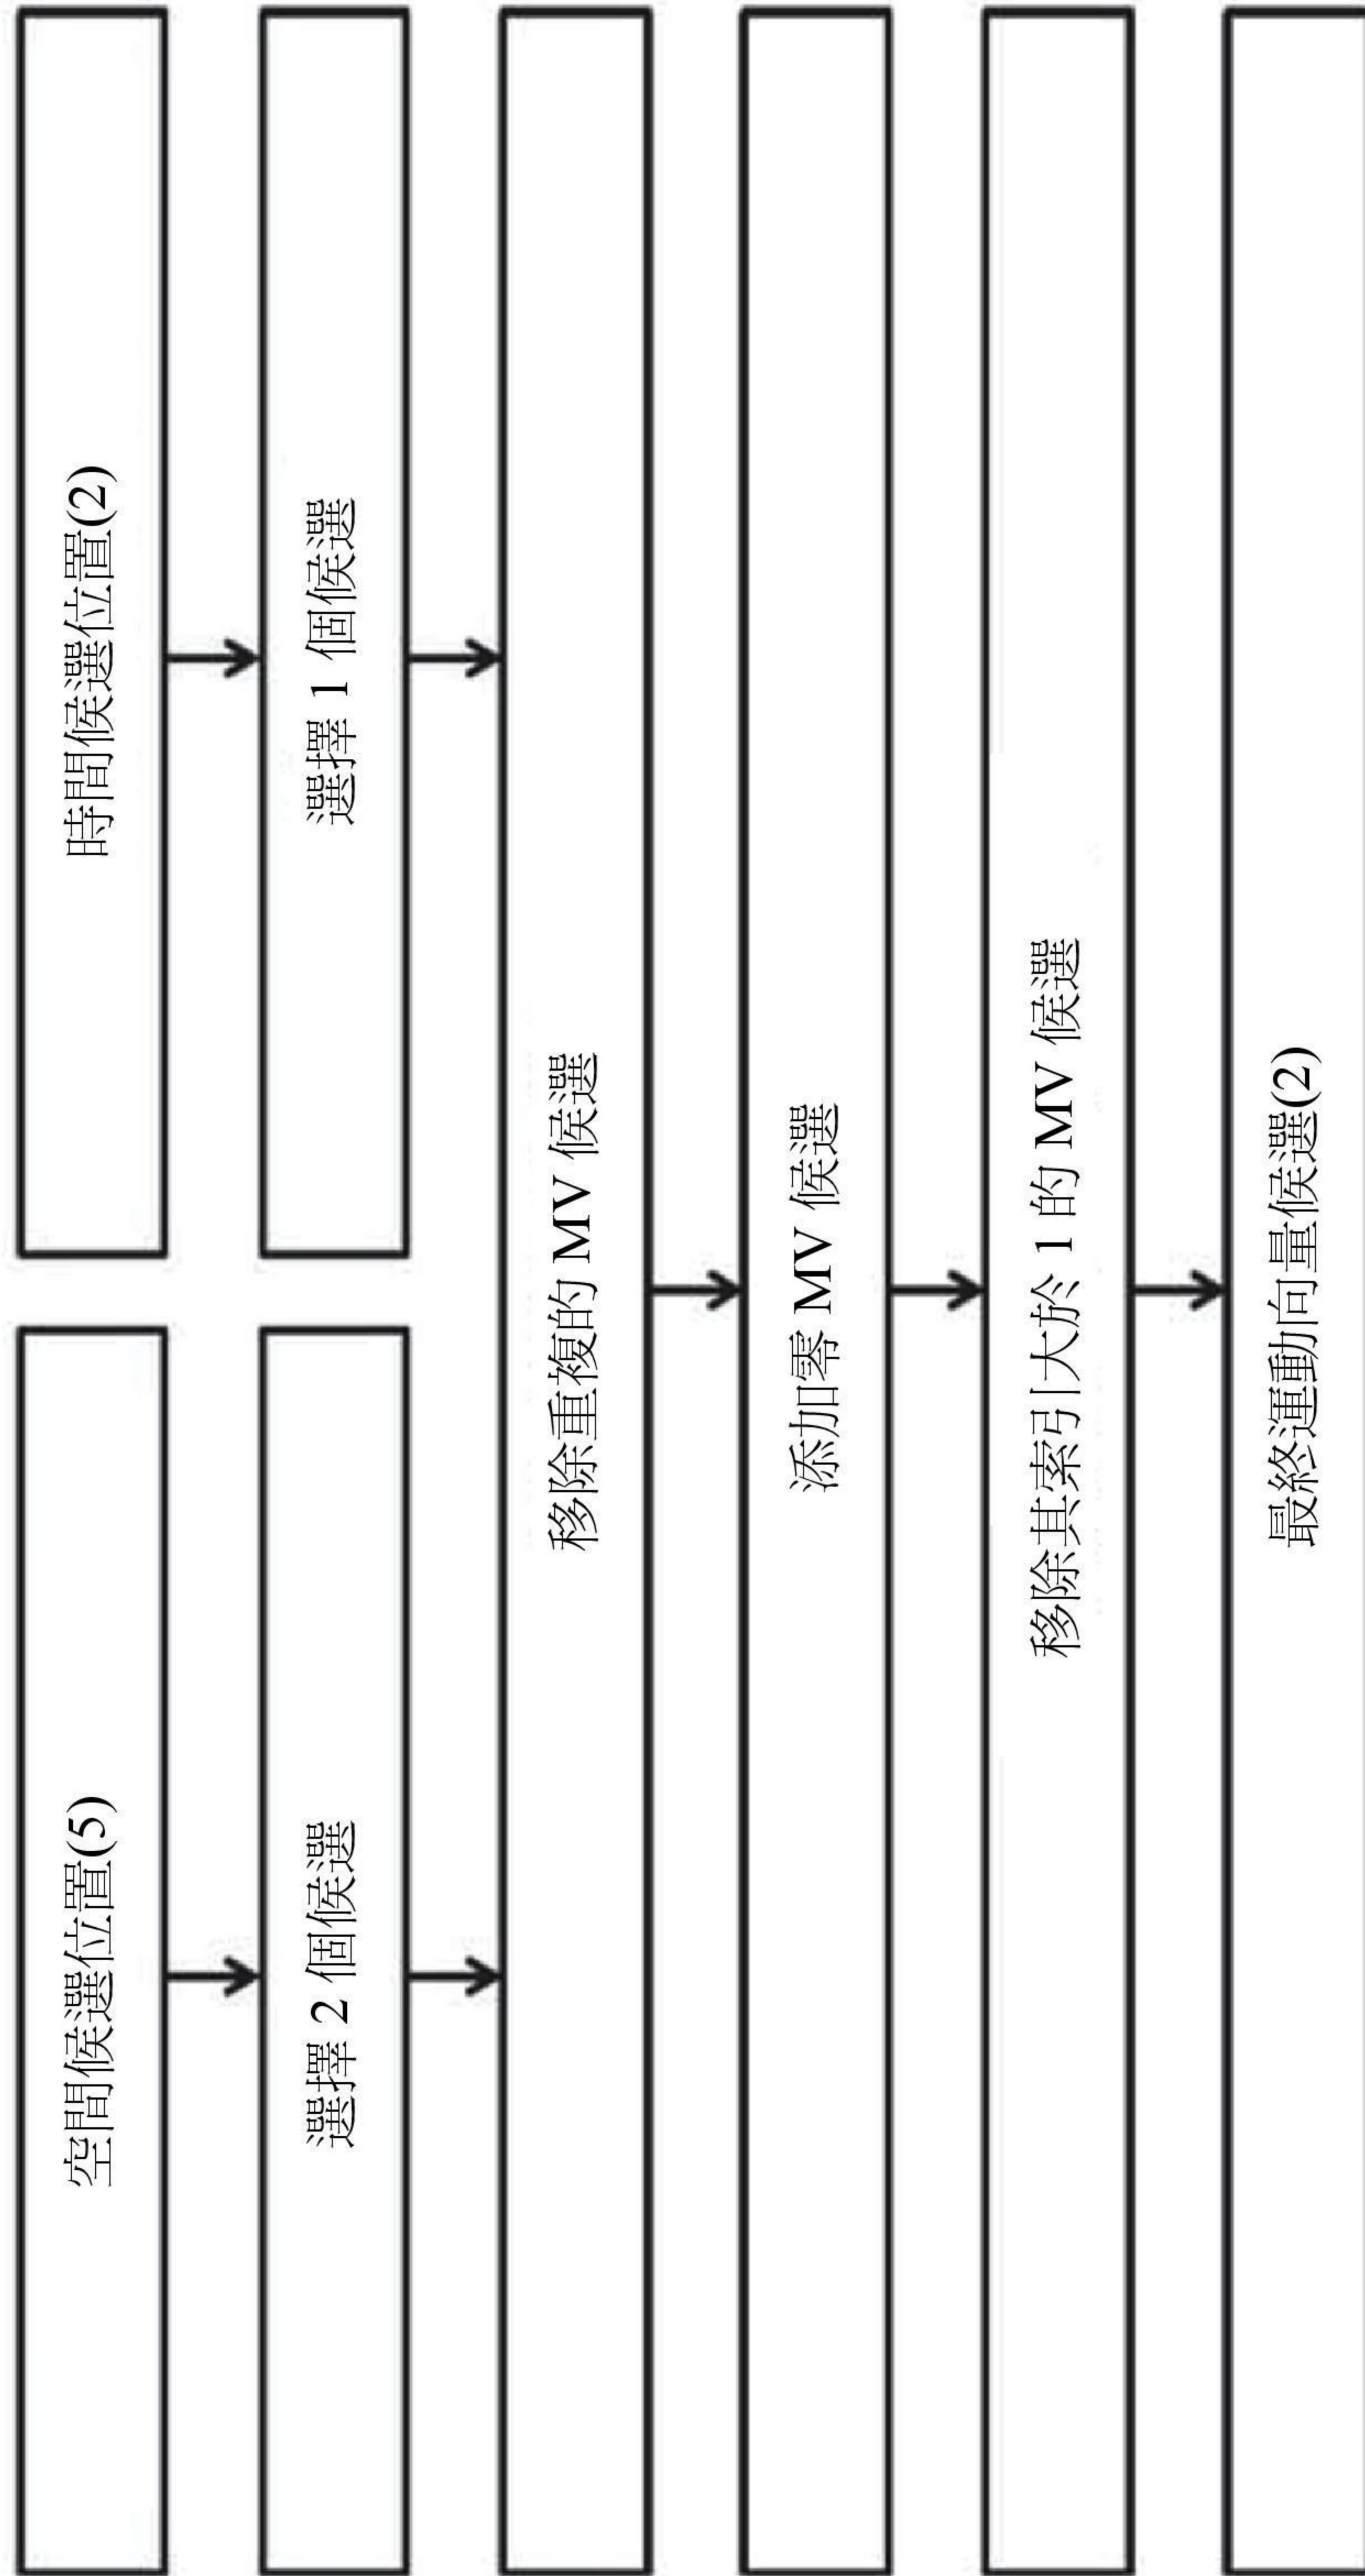 空間候選位置(5)
時間候選位置(2)
選擇 2 個候選
選擇 1 個候選
移除重複的 MV 候選
添加零 MV 候選
移除其索引大於 1 的 MV 候選
最終運動向量候選(2)